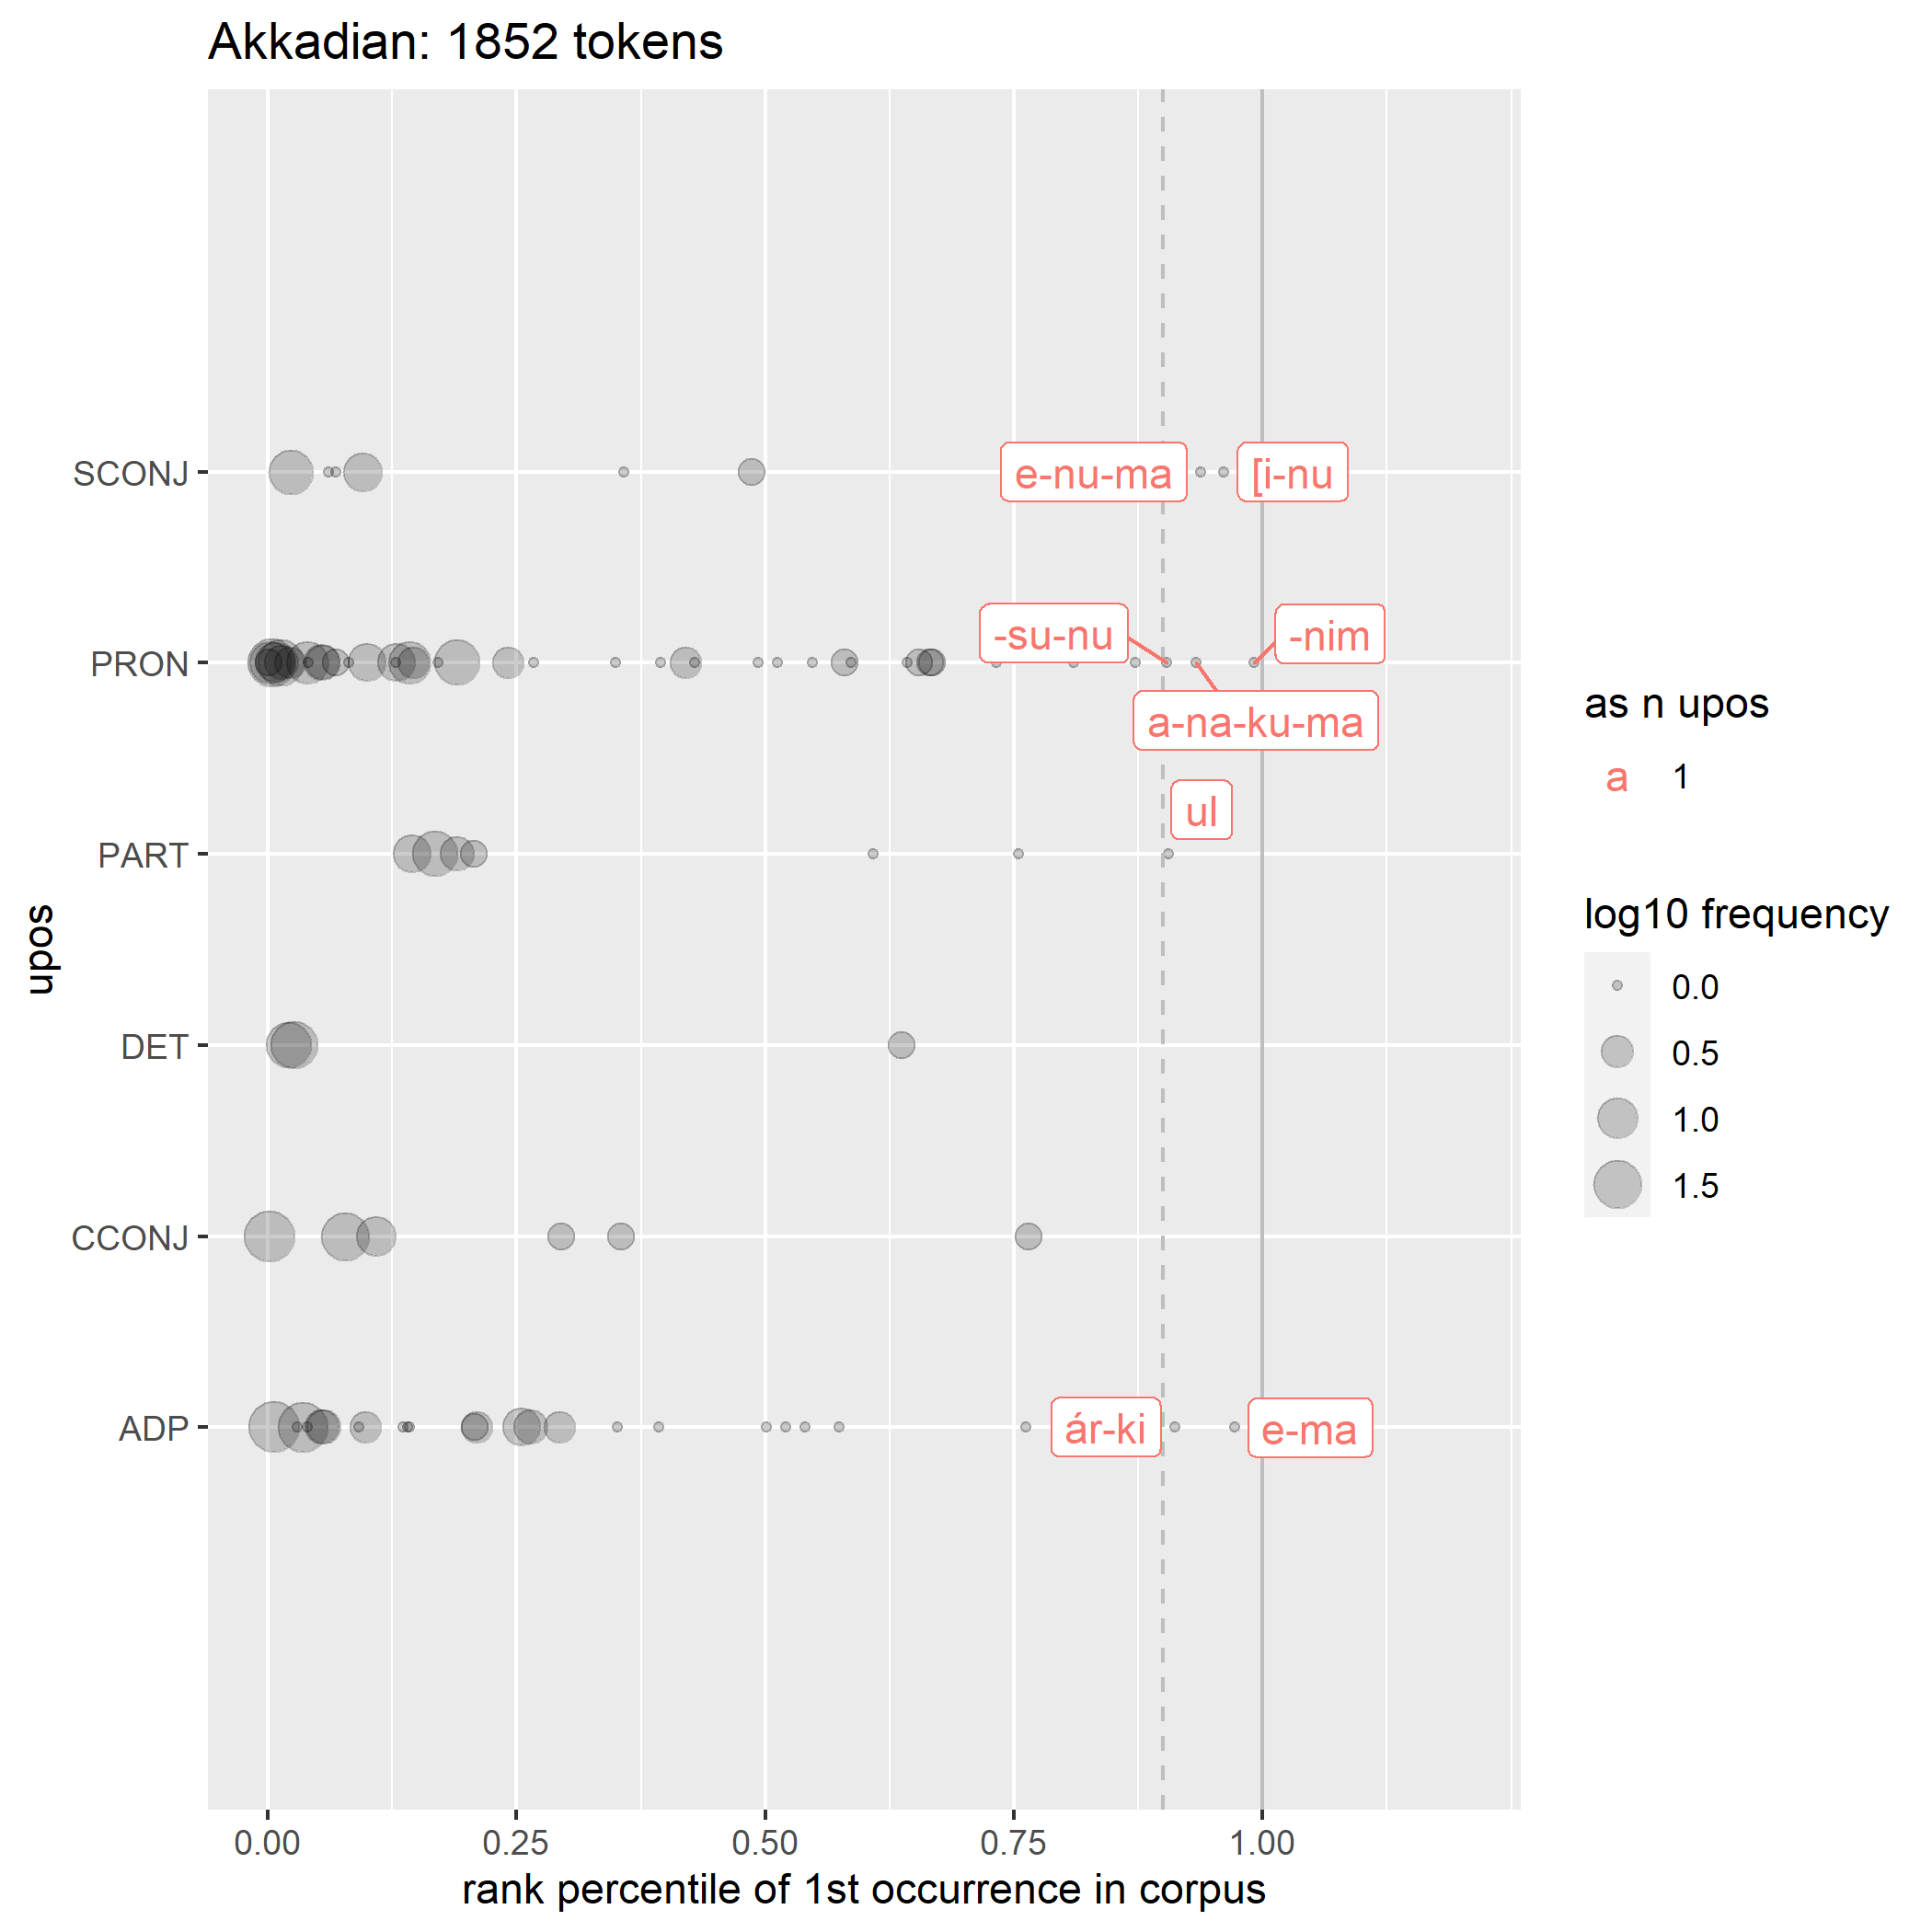 Akkadian: 1852 tokens
SCONJ
e-nu-ma
[i-nu
PRON
-su-nu
-nim
a-na-ku-ma
ul
PART
DET
CCONJ
ADP
ár-ki
e-ma
upos
0.00 0.25 0.50 0.75 1.00
rank percentile of 1st occurrence in corpus
as n upos
a 1
log10 frequency
0.0
0.5
1.0
1.5